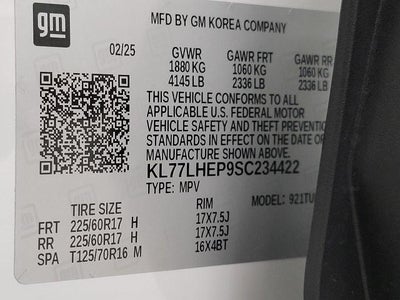 gm
MFD BY GM KOREA COMPANY
02/25
GVWR GAWR FRT GAWR RR
1880 KG 1060 KG 1060 KG
4145 LB 2336 LB 2336 LB
THIS VEHICLE CONFORMS TO ALL
APPLICABLE U.S. FEDERAL MOTOR
VEHICLE SAFETY AND THEFT PREVENTION
STANDARDS IN EFFECT ON THE DATE OF
MANUFACTURE SHOWN ABOVE.
KL77LHEP9SC234422
TYPE: MPV MODEL: 921TU
TIRE SIZE RIM
FRT 225/60R17 H 17X7.5J
RR 225/60R17 H 17X7.5J
SPA T125/70R16 M 16X4BT